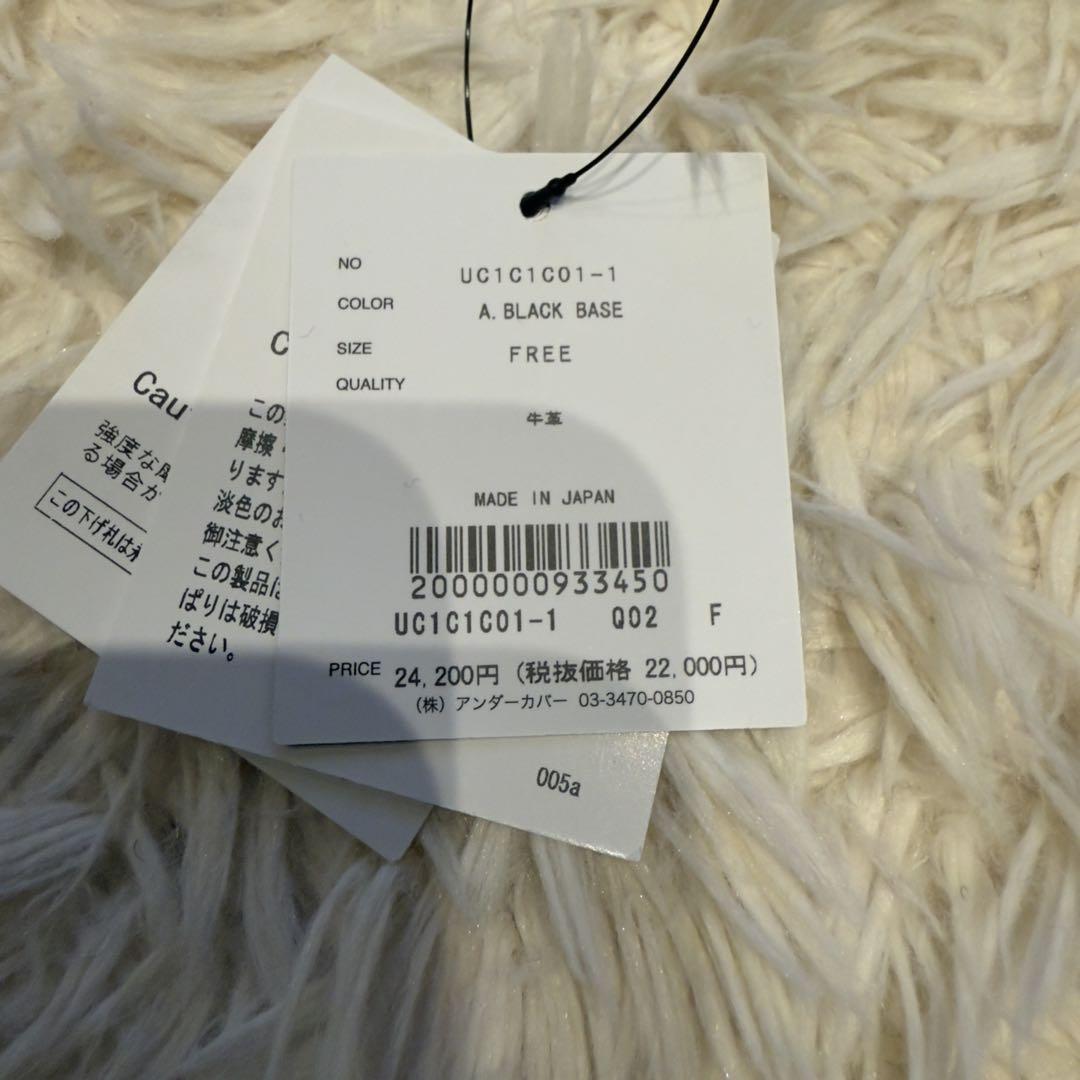 NO UC1C1C01-1
COLOR A. BLACK BASE
SIZE FREE
QUALITY
牛革
MADE IN JAPAN
2000000933450
UC1C1C01-1 Q02 F
PRICE 24,200円 (税抜価格 22,000円)
(株) アンダーカバー 03-3470-0850
C
この
摩擦
ります
淡色のお
御注意く
この製品は
ぱりは破損
ださい。
005a
Cau
強度な
る場合が
この下げ札は